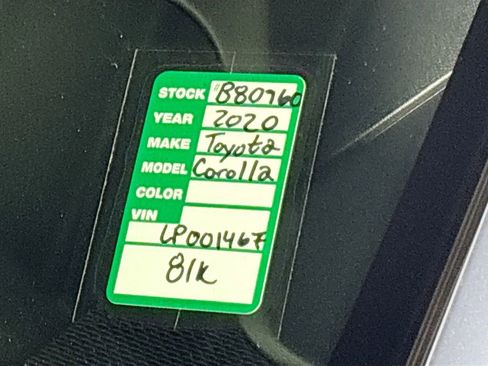 STOCK #B80760
YEAR 2020
MAKE Toyota
MODEL Corolla
COLOR
VIN
LP001467
81k